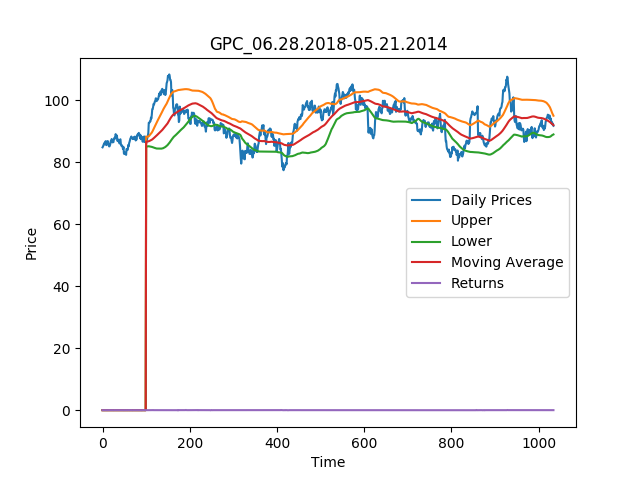 GPC_06.28.2018-05.21.2014
Price
100
80
60
40
20
0
Daily Prices
Upper
Lower
Moving Average
Returns
0 200 400 600 800 1000
Time